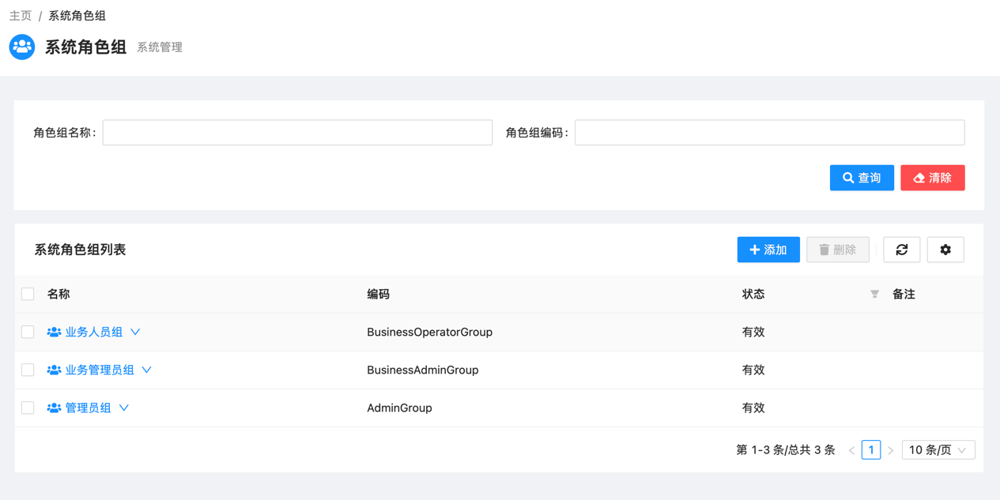 主页 / 系统角色组
系统角色组 系统管理
角色组名称: 角色组编码:
查询 清除
系统角色组列表 添加 删除
名称 编码 状态 备注
业务人员组 BusinessOperatorGroup 有效
业务管理员组 BusinessAdminGroup 有效
管理员组 AdminGroup 有效
第 1-3 条/总共 3 条 < 1 > 10 条/页